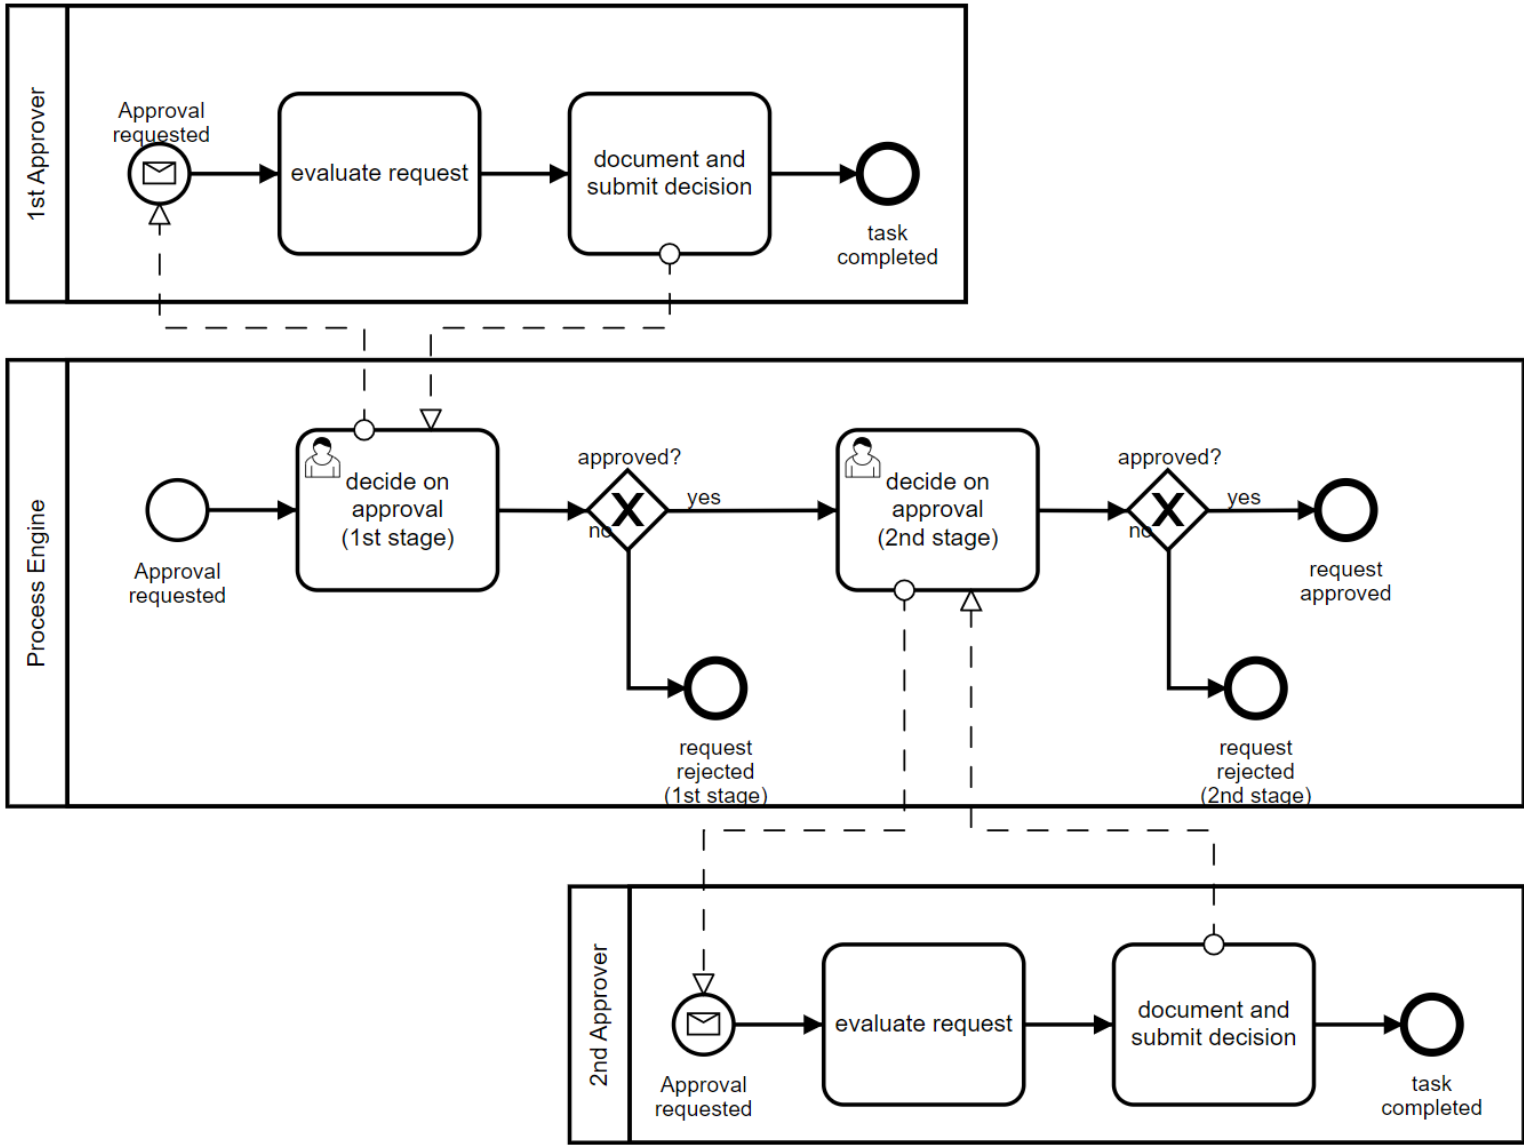 1st Approver
Approval
requested
evaluate request
document and
submit decision
task
completed
Process Engine
Approval
requested
decide on
approval
(1st stage)
approved?
yes
no
request
rejected
(1st stage)
decide on
approval
(2nd stage)
approved?
yes
no
request
approved
request
rejected
(2nd stage)
2nd Approver
Approval
requested
evaluate request
document and
submit decision
task
completed